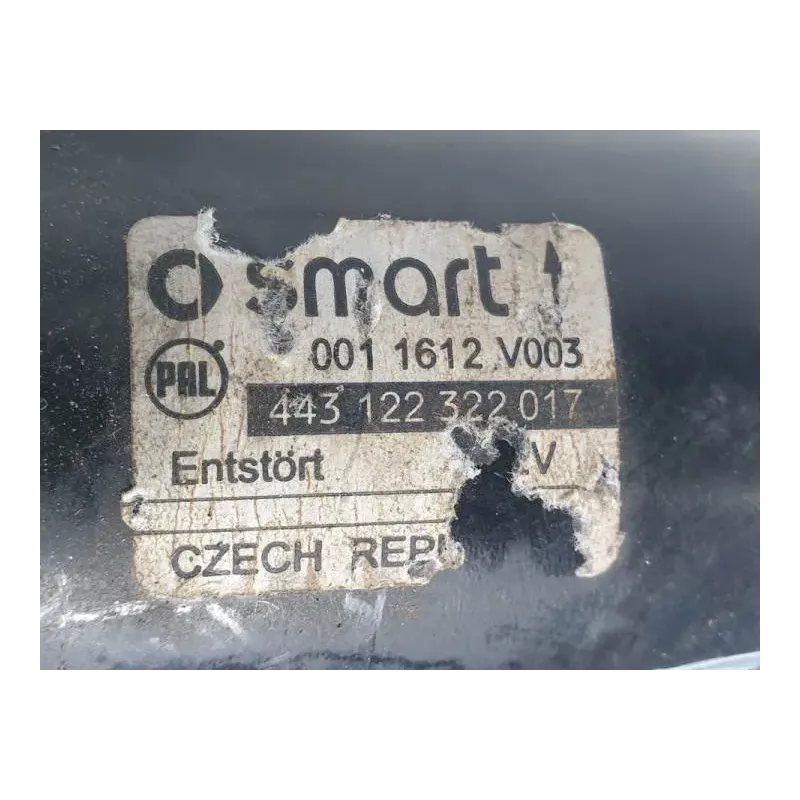 smart
001 1612 V003
PAL
443 122 322 017
Entstört
CZECH